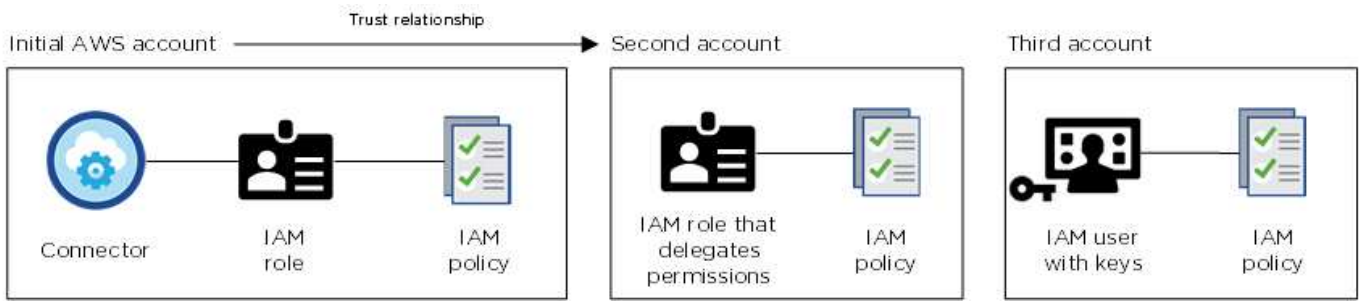 Trust relationship
Initial AWS account
Second account
Third account
Connector
IAM
role
IAM
policy
IAM role that
delegates
permissions
IAM
policy
IAM user
with keys
IAM
policy